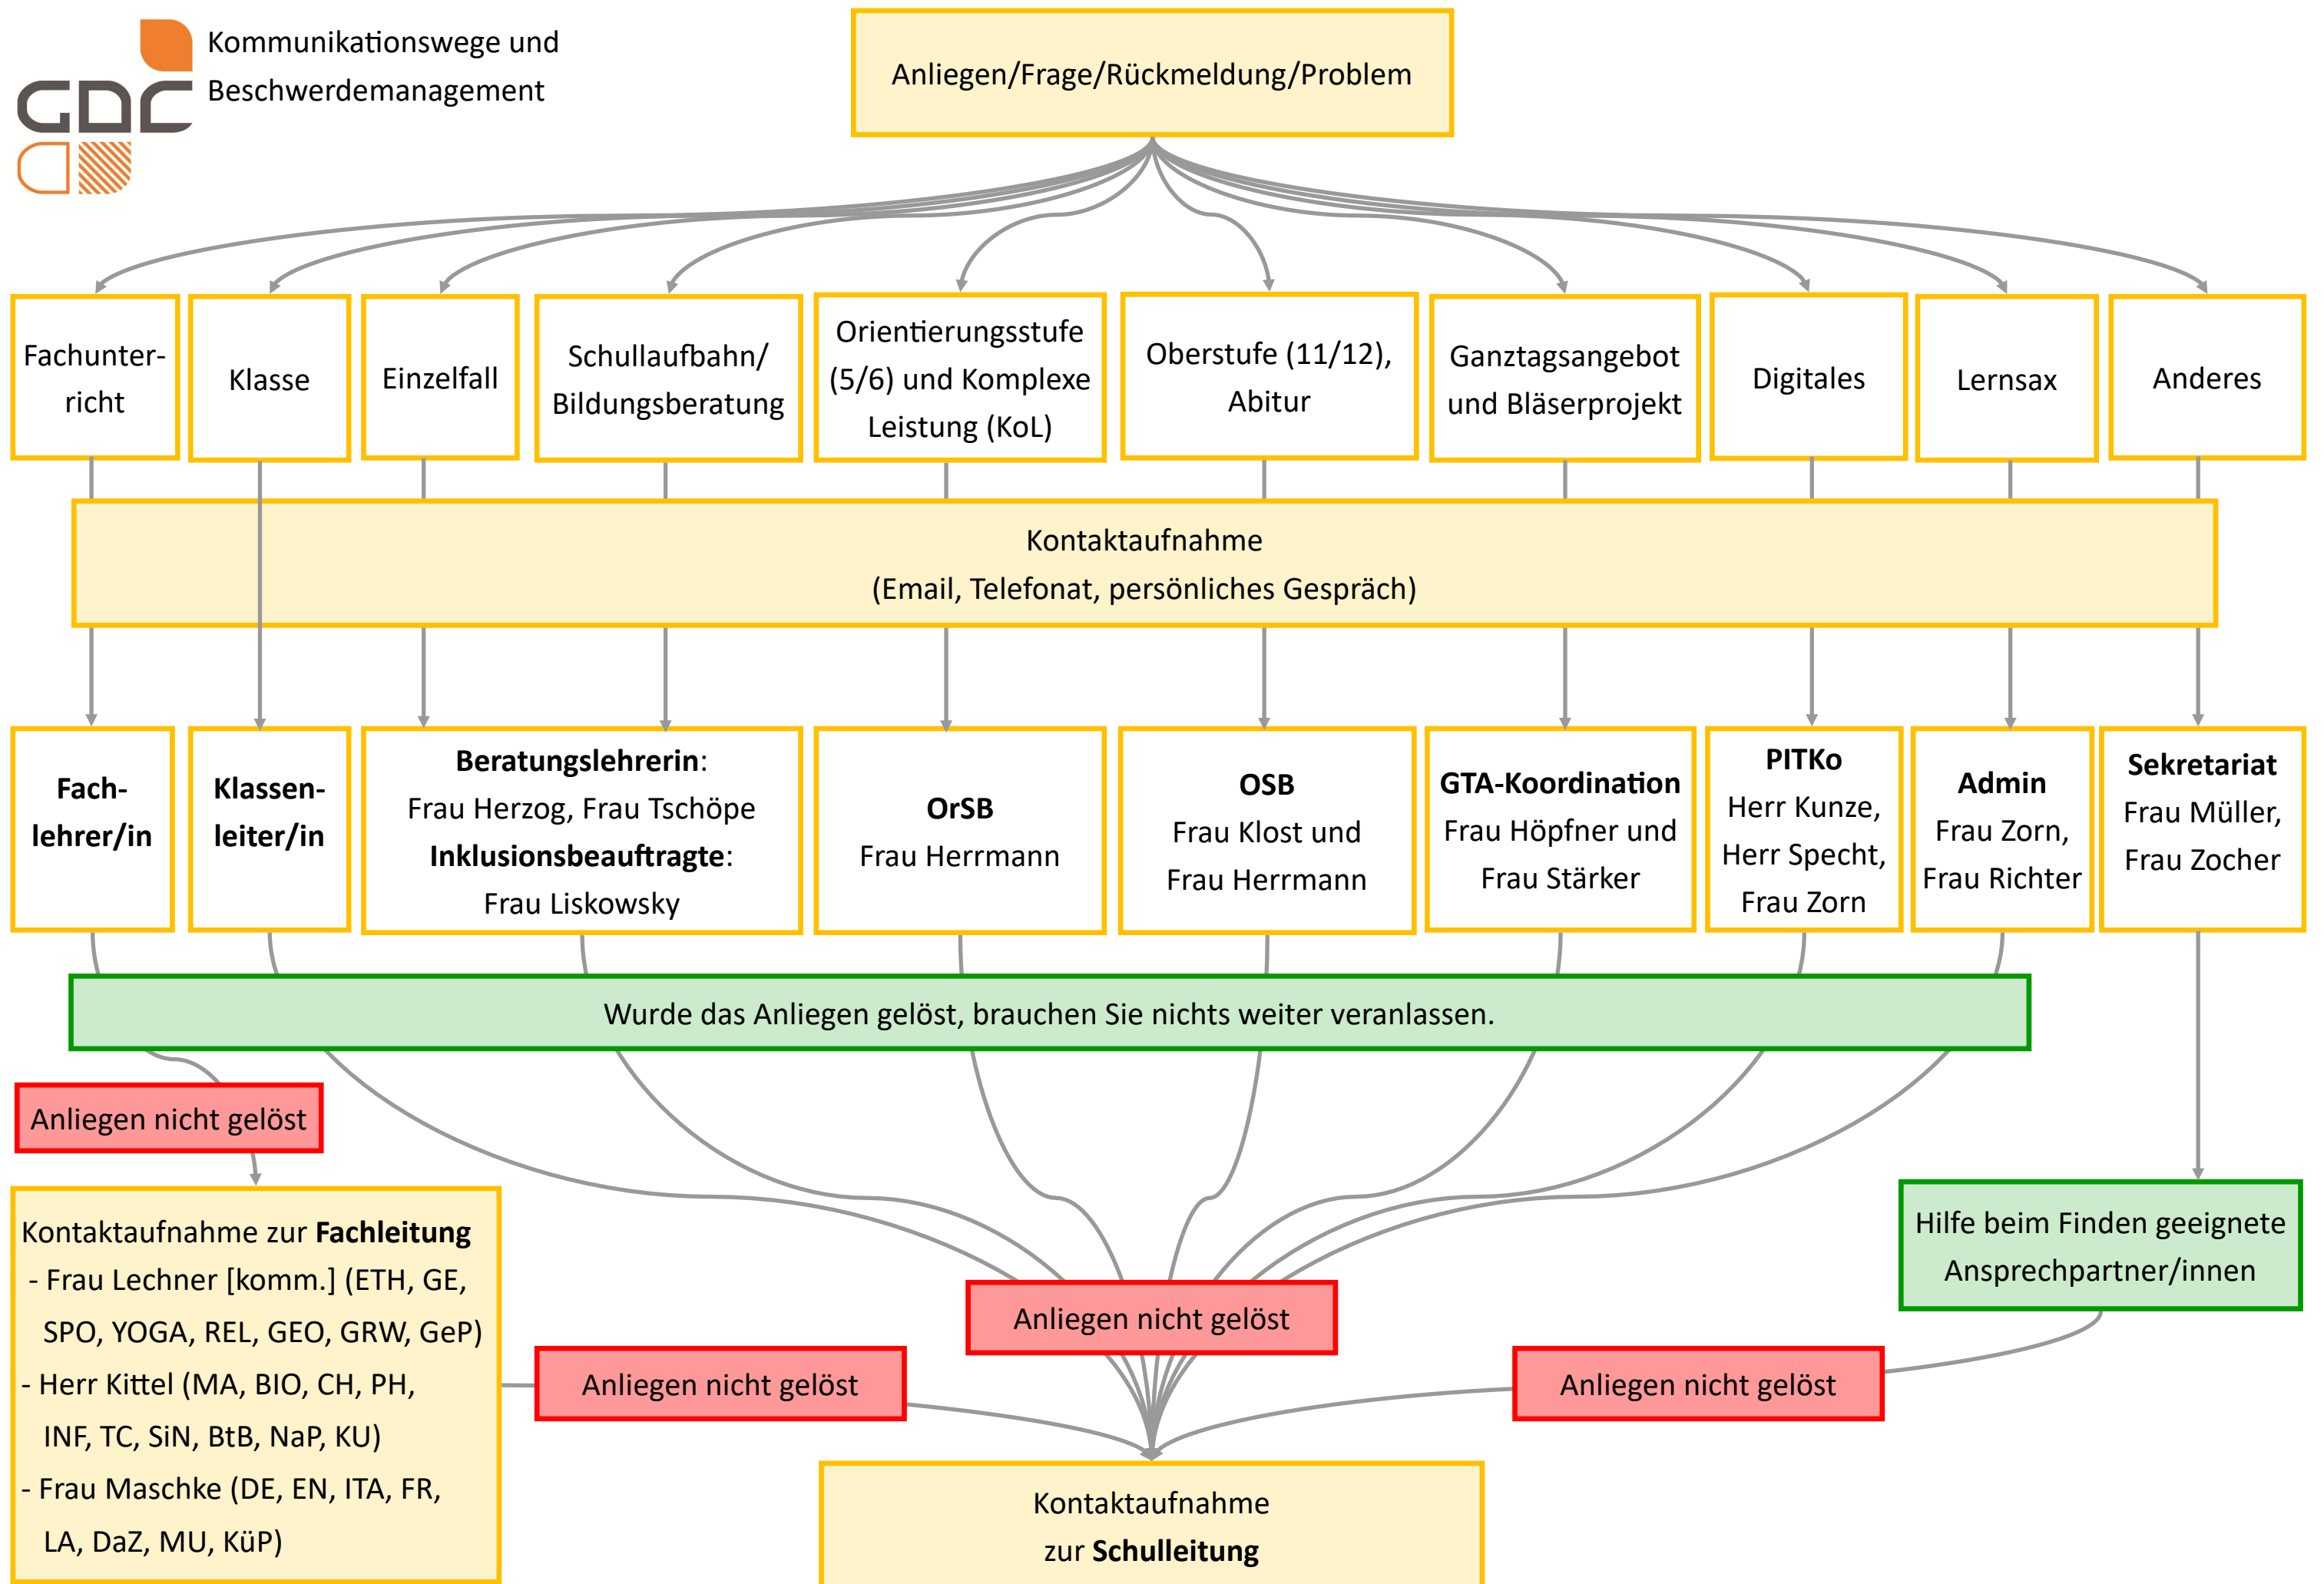 GDC
Kommunikationswege und
Beschwerdemanagement
Anliegen/Frage/Rückmeldung/Problem
Fachunter-
richt
Klasse
Einzelfall
Schullaufbahn/
Bildungsberatung
Orientierungsstufe
(5/6) und Komplexe
Leistung (KoL)
Oberstufe (11/12),
Abitur
Ganztagsangebot
und Bläserprojekt
Digitales
Lernsax
Anderes
Kontaktaufnahme
(Email, Telefonat, persönliches Gespräch)
Fach-
lehrer/in
Klassen-
leiter/in
Beratungslehrerin:
Frau Herzog, Frau Tschöpe
Inklusionsbeauftragte:
Frau Liskowsky
OrSB
Frau Herrmann
OSB
Frau Klost und
Frau Herrmann
GTA-Koordination
Frau Höpfner und
Frau Stärker
PITKo
Herr Kunze,
Herr Specht,
Frau Zorn
Admin
Frau Zorn,
Frau Richter
Sekretariat
Frau Müller,
Frau Zocher
Wurde das Anliegen gelöst, brauchen Sie nichts weiter veranlassen.
Anliegen nicht gelöst
Kontaktaufnahme zur Fachleitung
- Frau Lechner [komm.] (ETH, GE,
SPO, YOGA, REL, GEO, GRW, GeP)
- Herr Kittel (MA, BIO, CH, PH,
INF, TC, SiN, BtB, NaP, KU)
- Frau Maschke (DE, EN, ITA, FR,
LA, DaZ, MU, KüP)
Anliegen nicht gelöst
Anliegen nicht gelöst
Hilfe beim Finden geeignete
Ansprechpartner/innen
Anliegen nicht gelöst
Kontaktaufnahme
zur Schulleitung